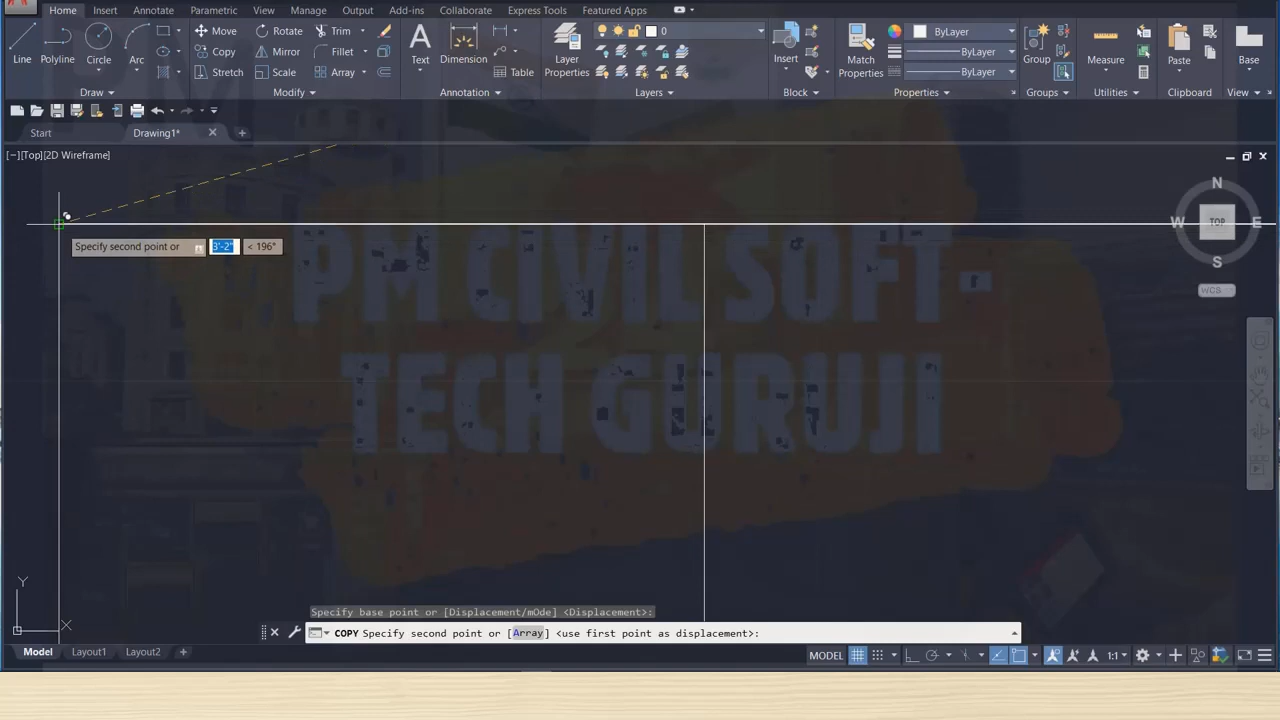 Home Insert Annotate Parametric View Manage Output Add-ins Collaborate Express Tools Featured Apps
Line Polyline Circle Arc Move Rotate Trim Text Dimension Layer Properties 0 Insert Match Properties ByLayer Group Measure Paste Base
Copy Mirror Fillet ByLayer
Stretch Scale Array Table ByLayer
Draw Modify Annotation Layers Block Properties Groups Utilities Clipboard View
Start Drawing1*
[−][Top][2D Wireframe]
N
W TOP E
S
WCS
Specify second point or 3'-2" < 196°
PM CIVIL SOFT-
TECH GURUJI
Y
X
Specify base point or [Displacement/mOde] <Displacement>:
COPY Specify second point or [Array] <use first point as displacement>:
Model Layout1 Layout2 MODEL 1:1